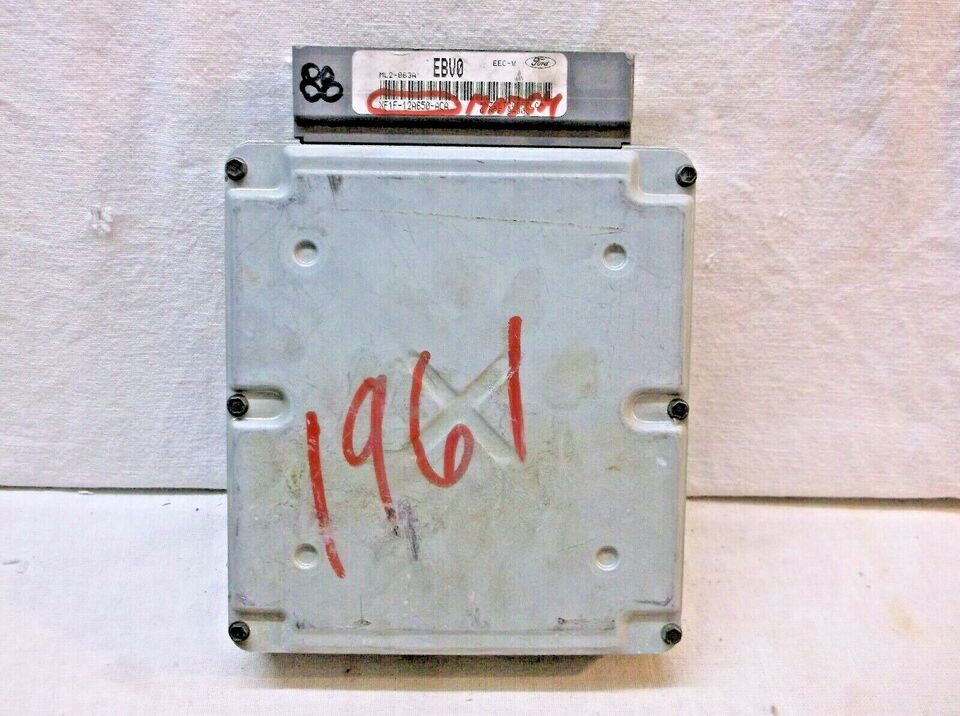 88
EBV0
EEC-V
Ford
ML2-863A
XF1F-12A650-ACA
1961